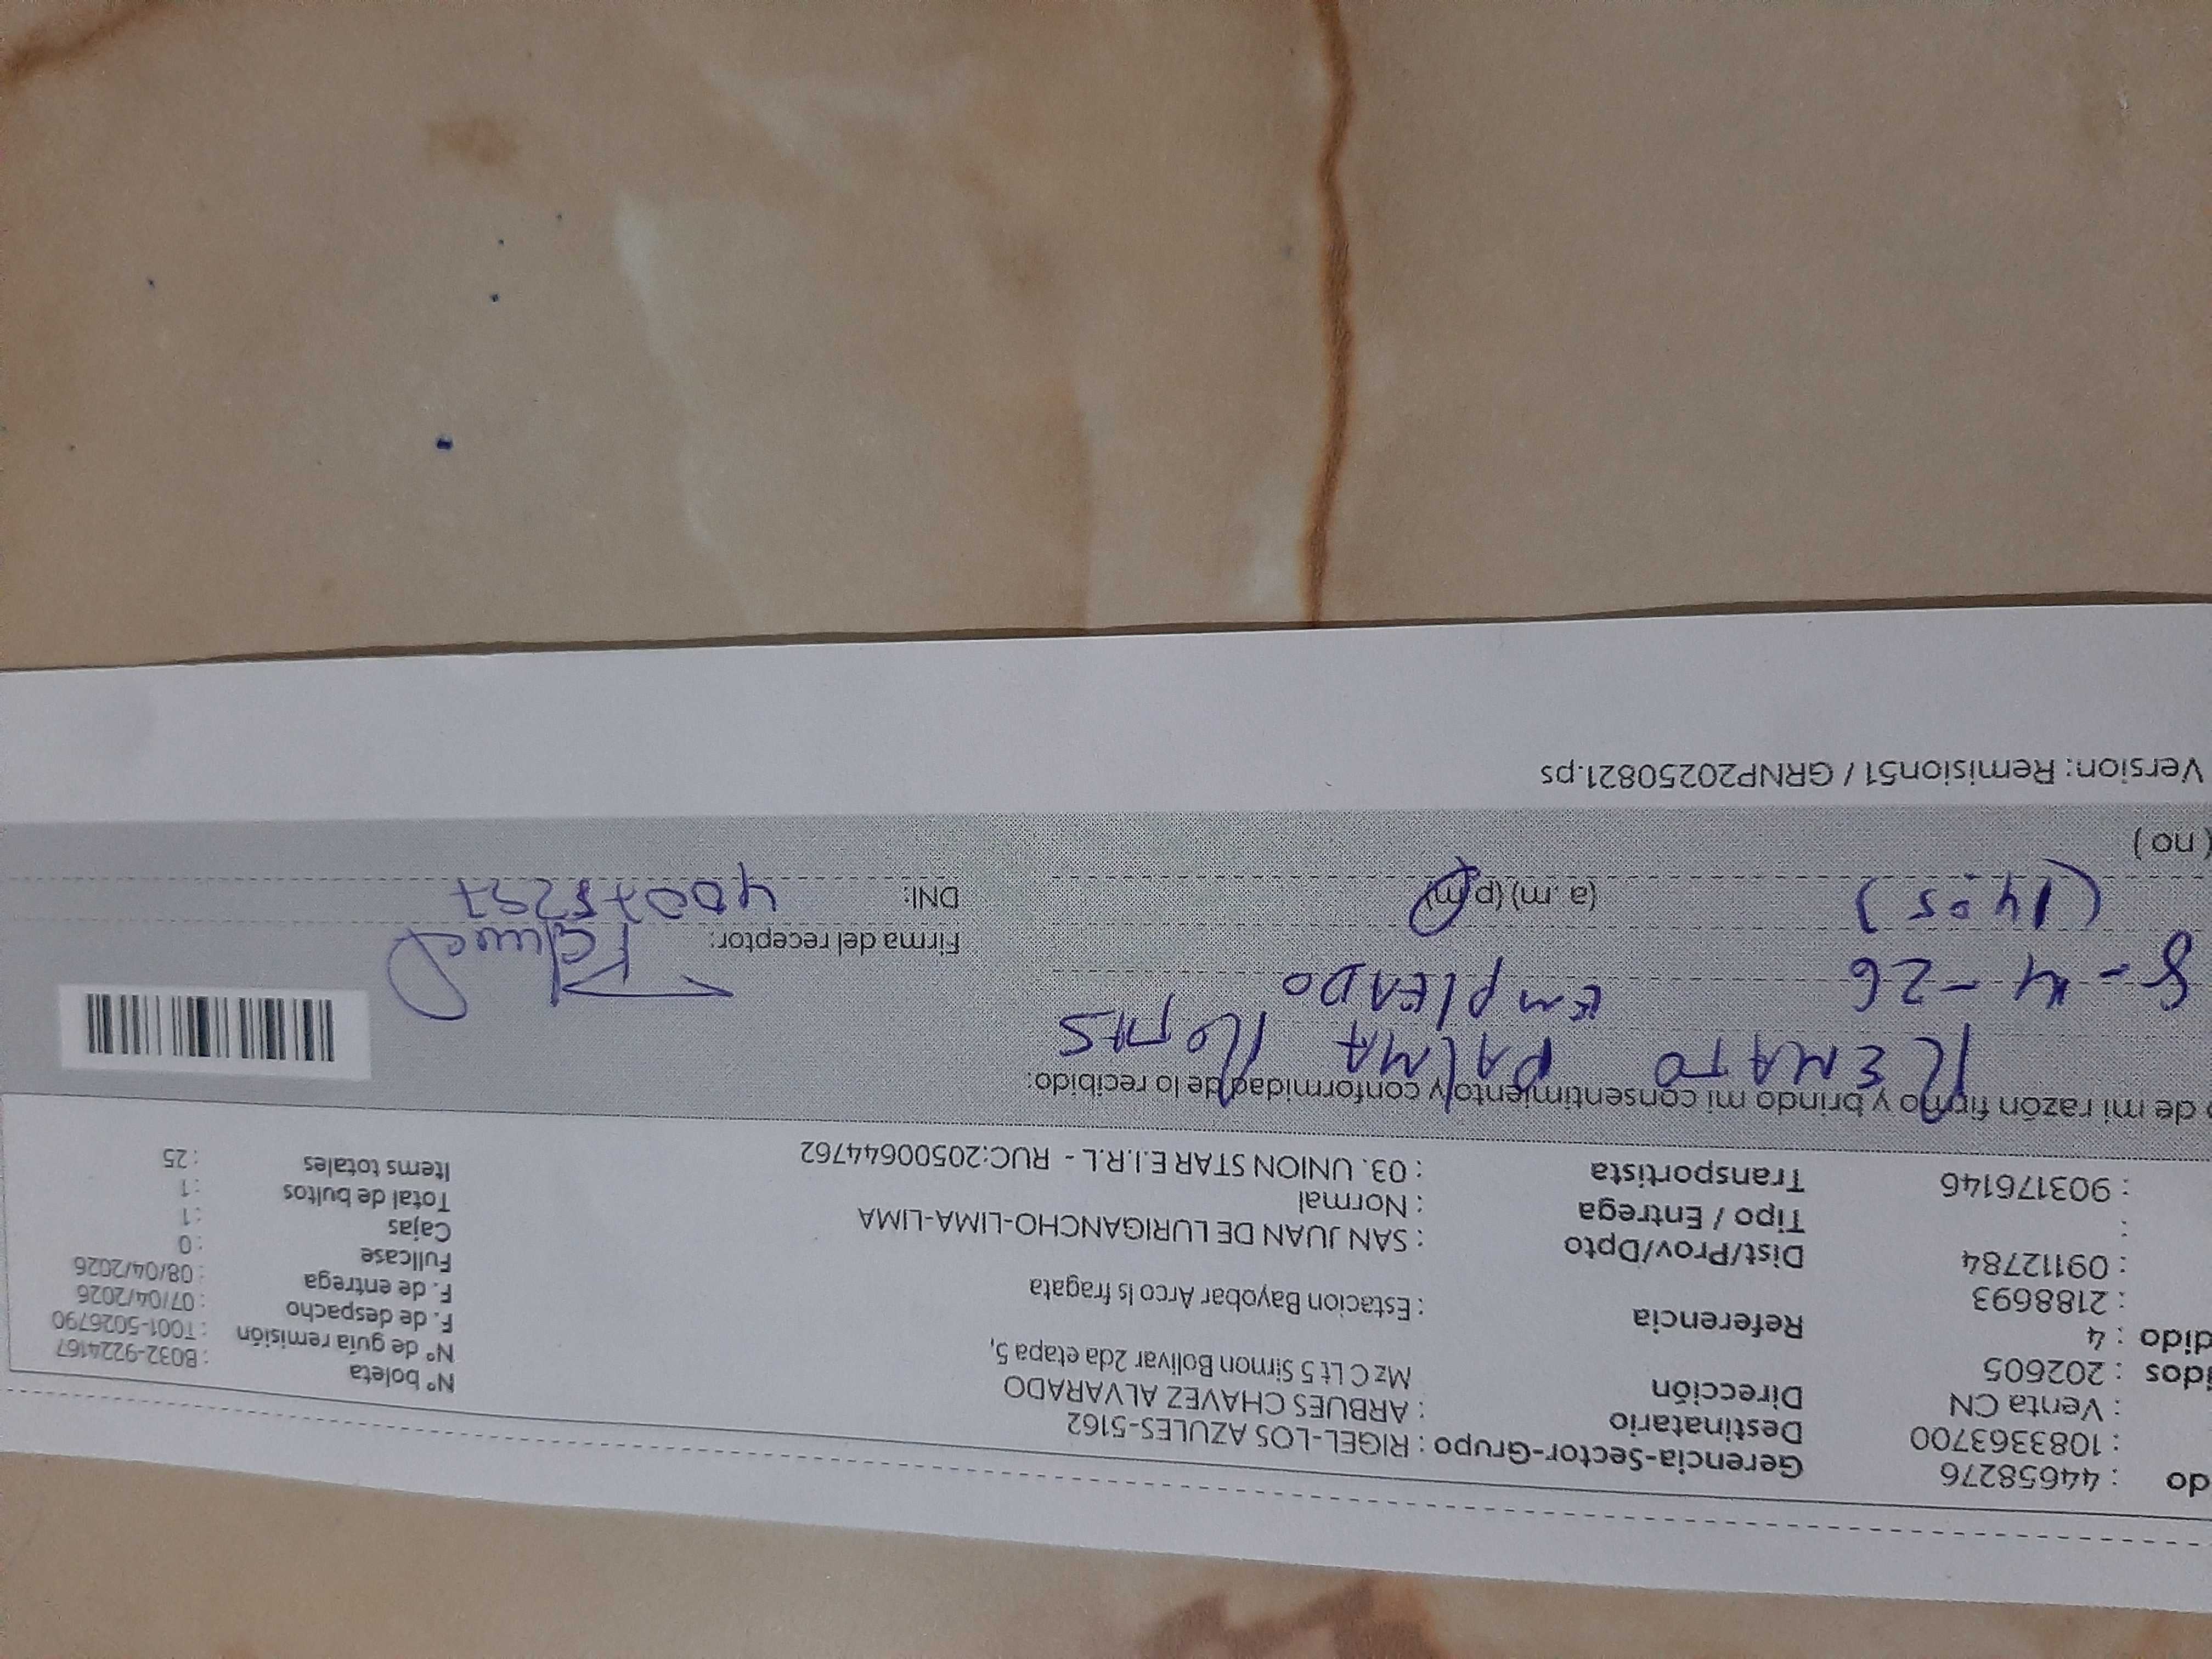 do : 44658276 Gerencia-Sector-Grupo : RIGEL-LOS AZULES-5162
: 1083363700 Destinatario : ARBUES CHAVEZ ALVARADO
: Venta CN Dirección Mz C Lt 5 Simon Bolivar 2da etapa 5,
dos : 202605
dido : 4 Referencia : Estacion Bayobar Arco ls fragata
: 2188693
: 09112784 Dist/Prov/Dpto : SAN JUAN DE LURIGANCHO-LIMA-LIMA
: Tipo / Entrega : Normal
: 903176146 Transportista : 03. UNION STAR E.I.R.L - RUC:20500644762
Nº boleta : B032-9224167
Nº de guía remisión : T001-5026790
F. de despacho : 07/04/2026
F. de entrega : 08/04/2026
Fullcase : 0
Cajas : 1
Total de bultos : 1
Items totales : 25
de mi razón firmo y brindo mi consentimiento y conformidad de lo recibido:
PALMA
8-4-26 EMPLEADO
Firma del receptor:
(14:05) (a. m) (p. m) DNI:
( no )
Version: Remision51 / GRNP20250821.ps